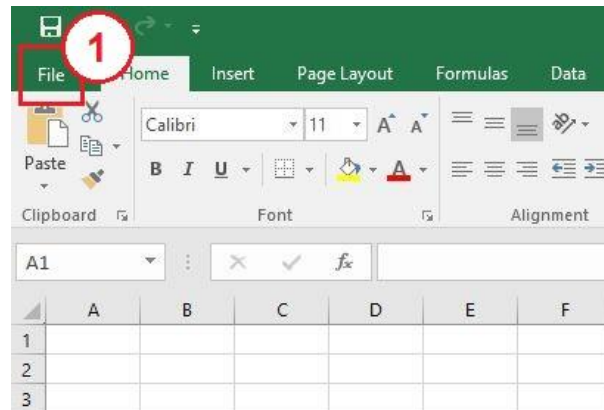 1
File Home Insert Page Layout Formulas Data
Calibri 11 A A
Paste B I U A
Clipboard Font Alignment
A1 fx
A B C D E F
1
2
3